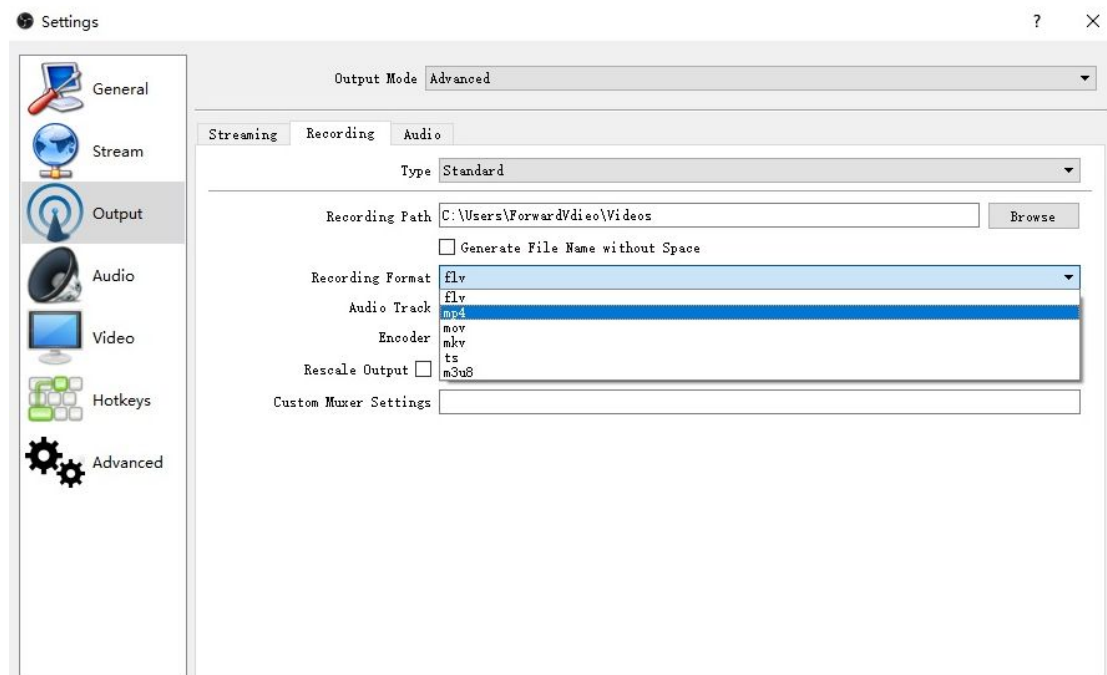 Settings
?
General
Stream
Output
Audio
Video
Hotkeys
Advanced
Output Mode Advanced
Streaming Recording Audio
Type Standard
Recording Path C:\Users\ForwardVdieo\Videos Browse
Generate File Name without Space
Recording Format flv
flv
Audio Track mp4
mov
Encoder mkv
ts
Rescale Output m3u8
Custom Muxer Settings